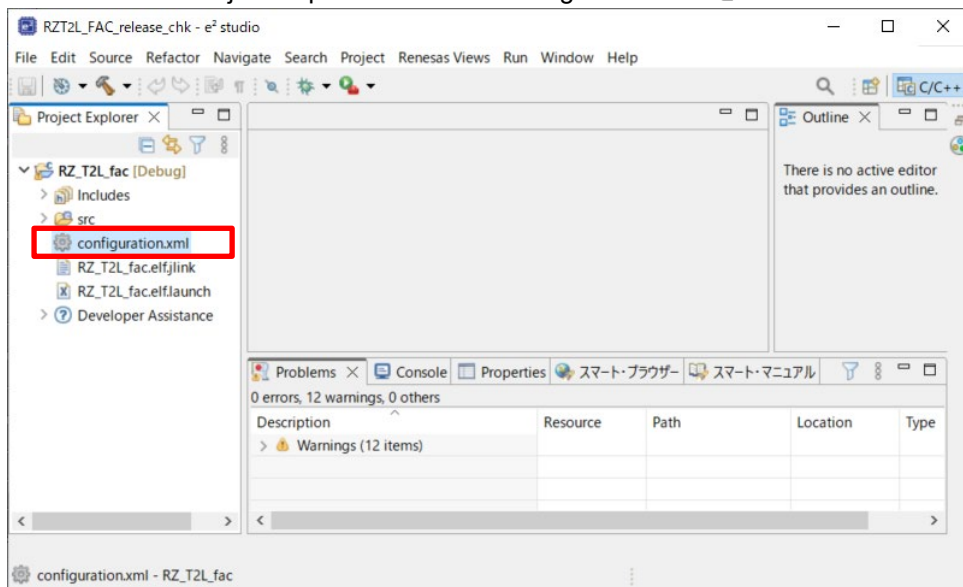 RZT2L_FAC_release_chk - e² studio
File Edit Source Refactor Navigate Search Project Renesas Views Run Window Help
C/C++
Project Explorer
RZ_T2L_fac [Debug]
Includes
src
configuration.xml
RZ_T2L_fac.elf.jlink
RZ_T2L_fac.elf.launch
Developer Assistance
Outline
There is no active editor
that provides an outline.
Problems Console Properties スマート・ブラウザー スマート・マニュアル
0 errors, 12 warnings, 0 others
Description Resource Path Location Type
Warnings (12 items)
configuration.xml - RZ_T2L_fac